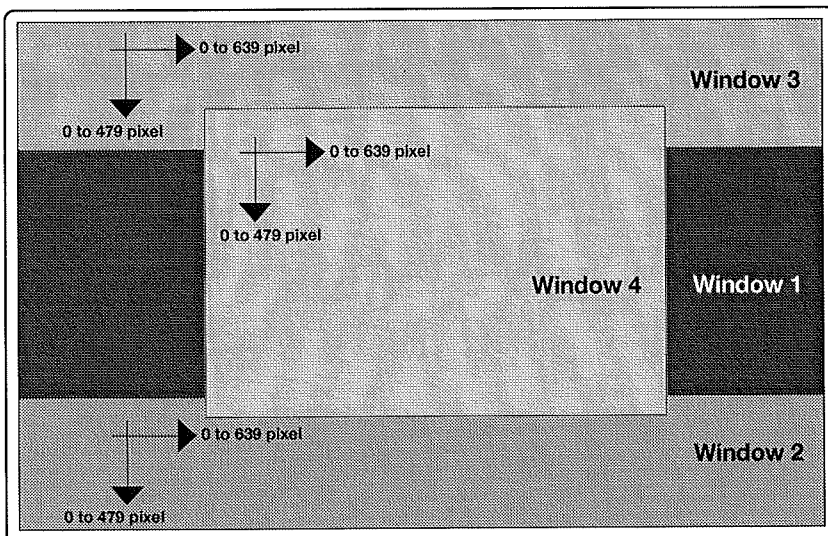 0 to 639 pixel
Window 3
0 to 479 pixel
0 to 639 pixel
0 to 479 pixel
Window 4
Window 1
0 to 639 pixel
Window 2
0 to 479 pixel